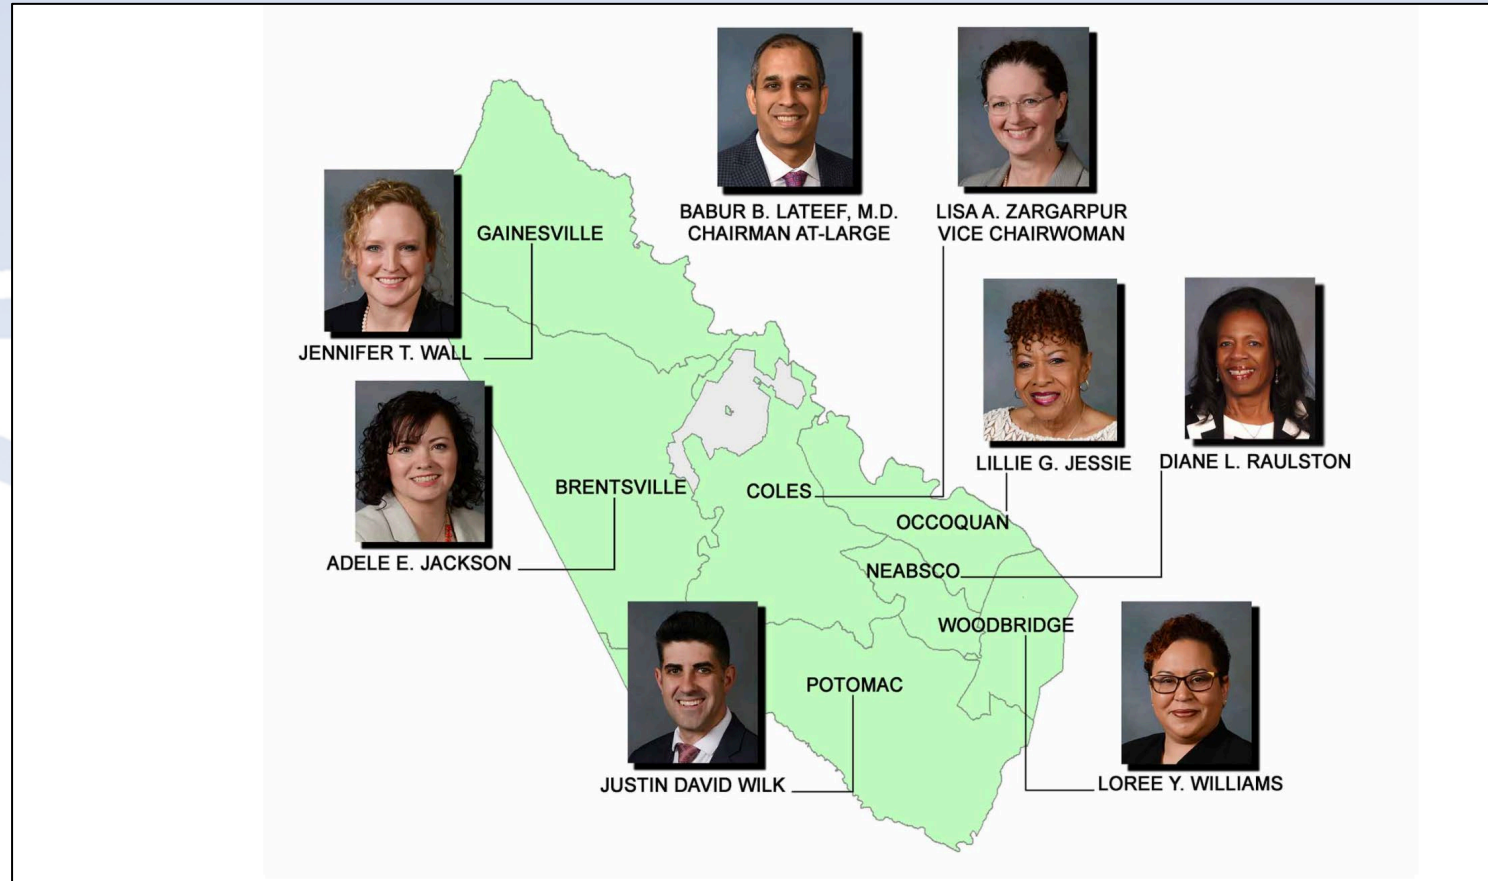 BABUR B. LATEEF, M.D.
CHAIRMAN AT-LARGE
LISA A. ZARGARPUR
VICE CHAIRWOMAN
GAINESVILLE
JENNIFER T. WALL
LILLIE G. JESSIE
DIANE L. RAULSTON
BRENTSVILLE
COLES
OCCOQUAN
ADELE E. JACKSON
NEABSCO
WOODBRIDGE
POTOMAC
JUSTIN DAVID WILK
LOREE Y. WILLIAMS